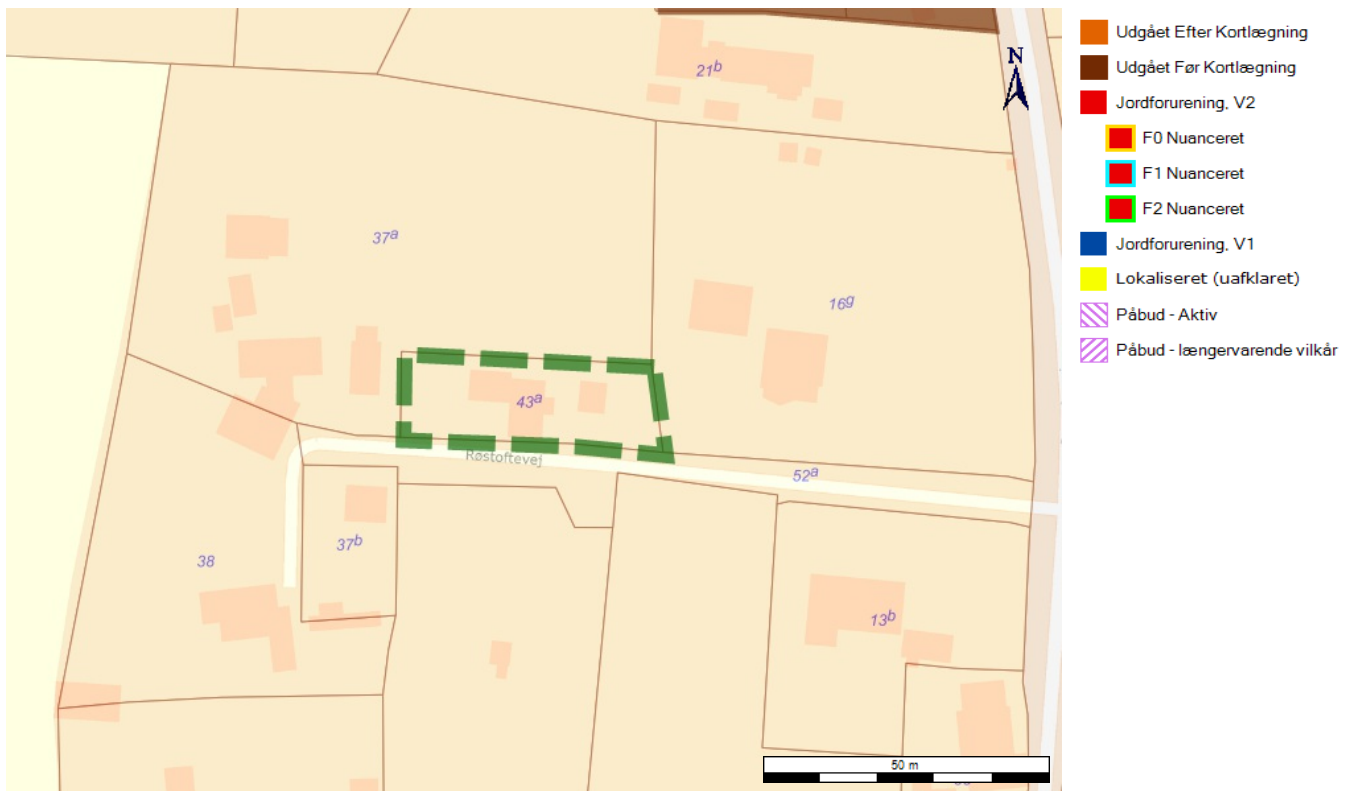 21b
N
37a
16g
43a
Røstoftevej
52a
37b
38
13b
50 m
Udgået Efter Kortlægning
Udgået Før Kortlægning
Jordforurening, V2
F0 Nuanceret
F1 Nuanceret
F2 Nuanceret
Jordforurening, V1
Lokaliseret (uafklaret)
Påbud - Aktiv
Påbud - længervarende vilkår